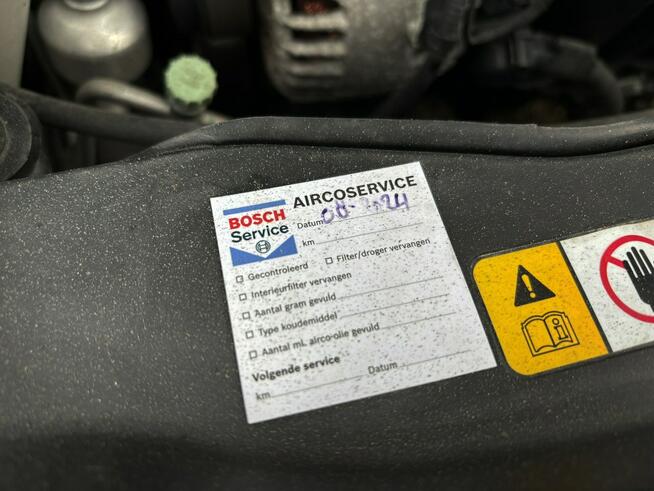 BOSCH
Service
AIRCOSERVICE
Datum 08-2024
km
Gecontroleerd
Filter/droger vervangen
Interieurfilter vervangen
Aantal gram gevuld
Type koudemiddel
Aantal mL airco-olie gevuld
Volgende service
km
Datum